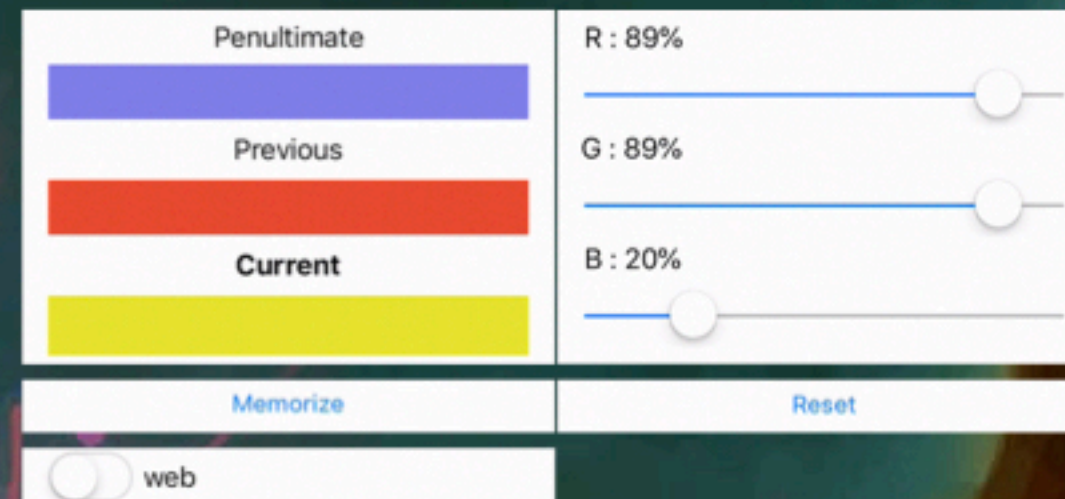 Penultimate
Previous
Current
R : 89%
G : 89%
B : 20%
Memorize
Reset
web